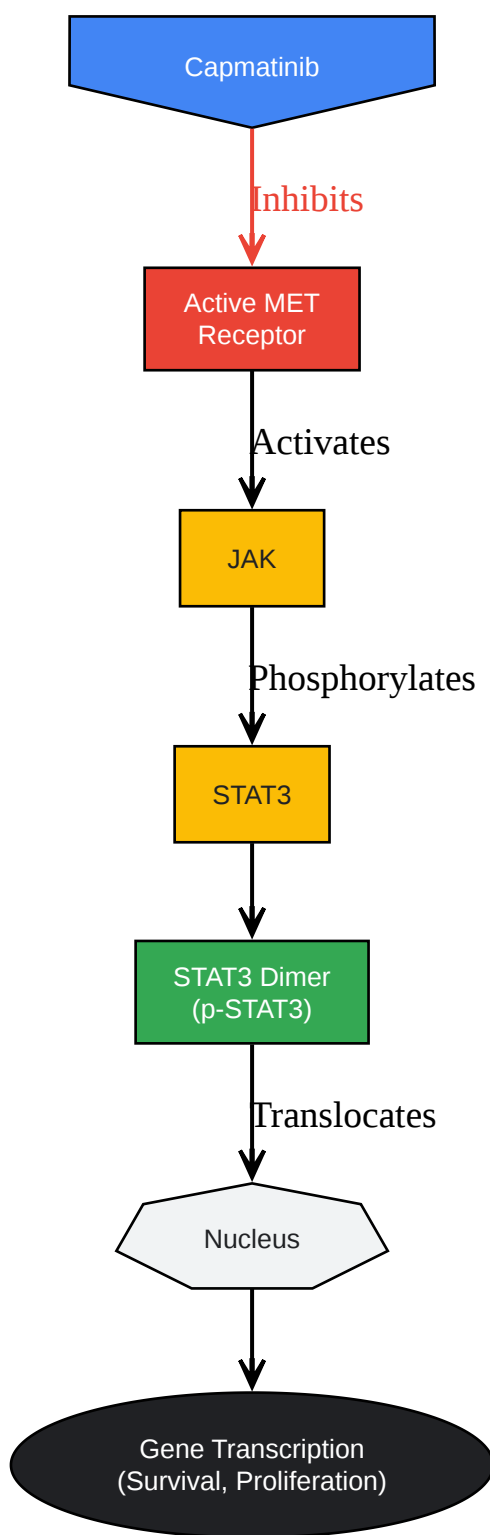 Capmatinib
Inhibits
Active MET
Receptor
Activates
JAK
Phosphorylates
STAT3
STAT3 Dimer
(p-STAT3)
Translocates
Nucleus
Gene Transcription
(Survival, Proliferation)